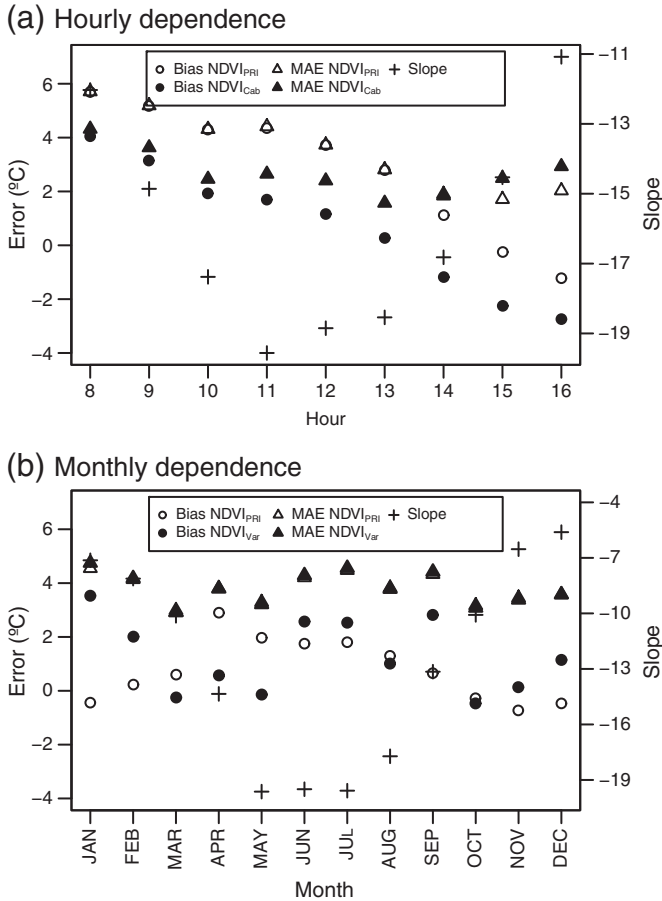 (a) Hourly dependence
Bias NDVIPRI MAE NDVIPRI Slope
Bias NDVICab MAE NDVICab
6
4
2
0
−2
−4
Error (ºC)
−11
−13
−15
−17
−19
Slope
8 9 10 11 12 13 14 15 16
Hour
(b) Monthly dependence
Bias NDVIPRI MAE NDVIPRI Slope
Bias NDVIVar MAE NDVIVar
6
4
2
0
−2
−4
Error (ºC)
−4
−7
−10
−13
−16
−19
Slope
JAN FEB MAR APR MAY JUN JUL AUG SEP OCT NOV DEC
Month